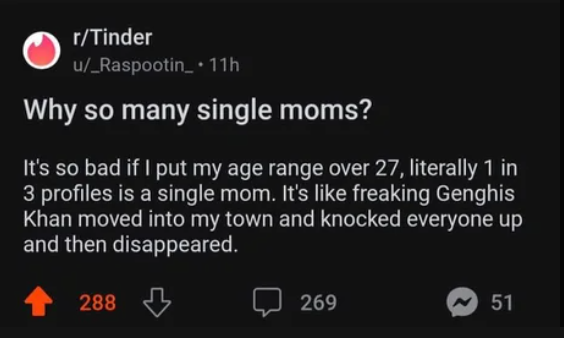 r/Tinder
u/_Raspootin_ • 11h
Why so many single moms?
It's so bad if I put my age range over 27, literally 1 in
3 profiles is a single mom. It's like freaking Genghis
Khan moved into my town and knocked everyone up
and then disappeared.
288 269 51